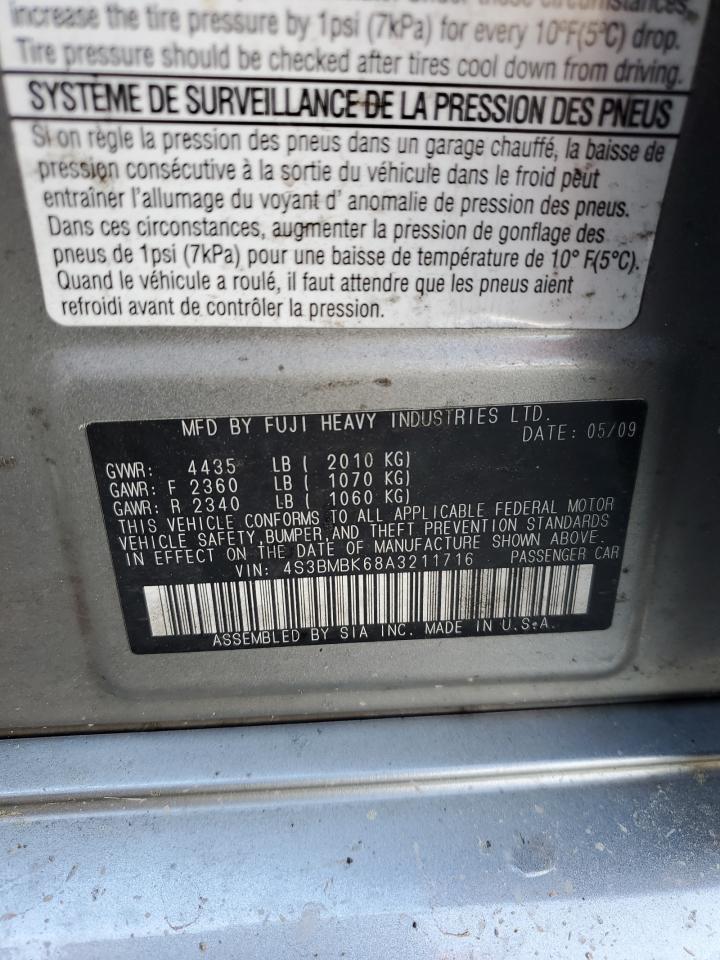 increase the tire pressure by 1psi (7kPa) for every 10°F(5°C) drop.
Tire pressure should be checked after tires cool down from driving.
SYSTÈME DE SURVEILLANCE DE LA PRESSION DES PNEUS
Si on règle la pression des pneus dans un garage chauffé, la baisse de
pression consécutive à la sortie du véhicule dans le froid peut
entraîner l'allumage du voyant d' anomalie de pression des pneus.
Dans ces circonstances, augmenter la pression de gonflage des
pneus de 1psi (7kPa) pour une baisse de température de 10° F(5°C).
Quand le véhicule a roulé, il faut attendre que les pneus aient
refroidi avant de contrôler la pression.
MFD BY FUJI HEAVY INDUSTRIES LTD.
DATE: 05/09
GVWR: 4435 LB ( 2010 KG)
GAWR: F 2360 LB ( 1070 KG)
GAWR: R 2340 LB ( 1060 KG)
THIS VEHICLE CONFORMS TO ALL APPLICABLE FEDERAL MOTOR
VEHICLE SAFETY,BUMPER,AND THEFT PREVENTION STANDARDS
IN EFFECT ON THE DATE OF MANUFACTURE SHOWN ABOVE.
VIN: 4S3BMBK68A3211716 PASSENGER CAR
ASSEMBLED BY SIA INC. MADE IN U.S.A.